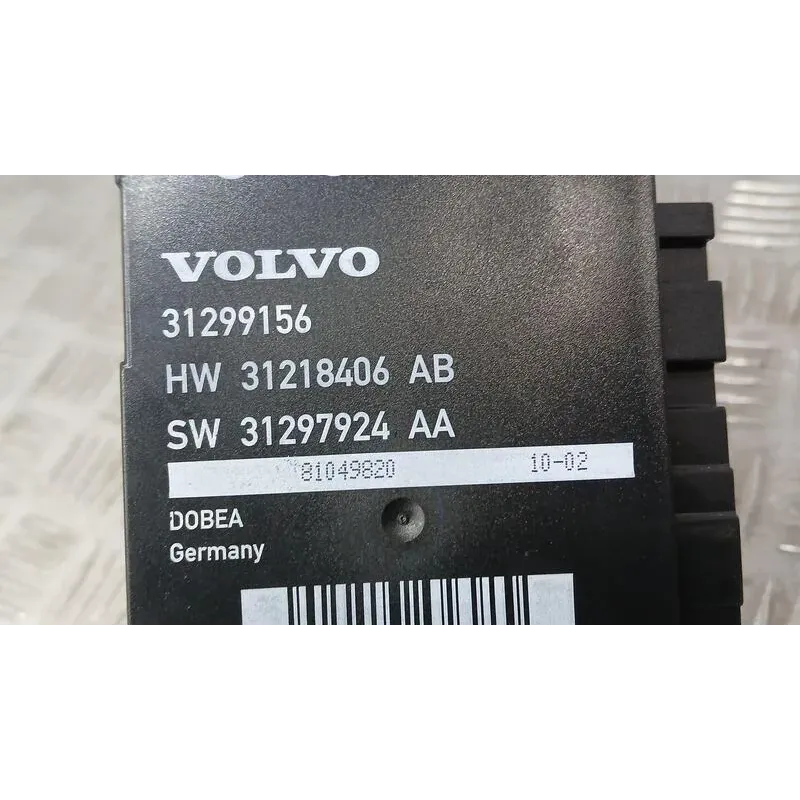 VOLVO
31299156
HW 31218406 AB
SW 31297924 AA
81049820 10-02
DOBEA
Germany